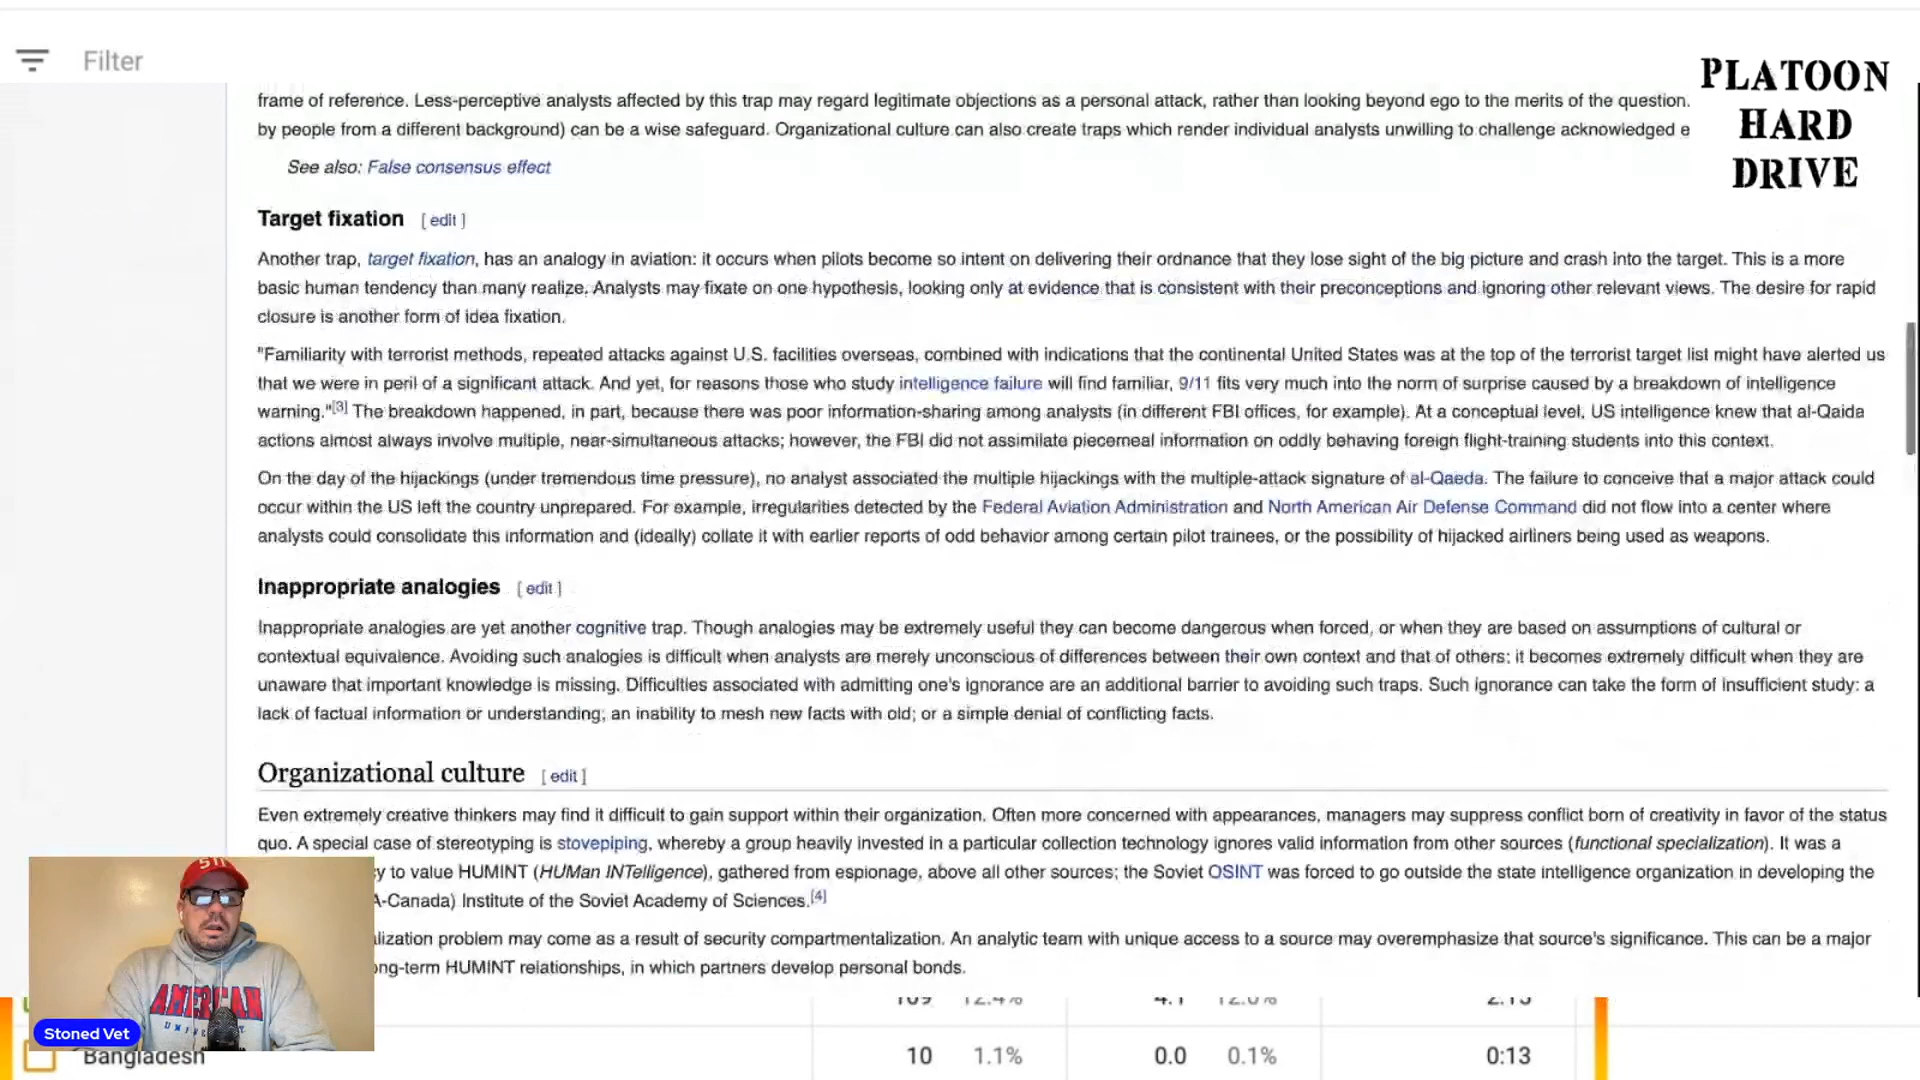 Filter
PLATOON
HARD
DRIVE
frame of reference. Less-perceptive analysts affected by this trap may regard legitimate objections as a personal attack, rather than looking beyond ego to the merits of the question.
by people from a different background) can be a wise safeguard. Organizational culture can also create traps which render individual analysts unwilling to challenge acknowledged e
See also: False consensus effect
Target fixation [ edit ]
Another trap, target fixation, has an analogy in aviation: it occurs when pilots become so intent on delivering their ordnance that they lose sight of the big picture and crash into the target. This is a more
basic human tendency than many realize. Analysts may fixate on one hypothesis, looking only at evidence that is consistent with their preconceptions and ignoring other relevant views. The desire for rapid
closure is another form of idea fixation.
"Familiarity with terrorist methods, repeated attacks against U.S. facilities overseas, combined with indications that the continental United States was at the top of the terrorist target list might have alerted us
that we were in peril of a significant attack. And yet, for reasons those who study intelligence failure will find familiar, 9/11 fits very much into the norm of surprise caused by a breakdown of intelligence
warning."[3] The breakdown happened, in part, because there was poor information-sharing among analysts (in different FBI offices, for example). At a conceptual level, US intelligence knew that al-Qaida
actions almost always involve multiple, near-simultaneous attacks; however, the FBI did not assimilate piecemeal information on oddly behaving foreign flight-training students into this context.
On the day of the hijackings (under tremendous time pressure), no analyst associated the multiple hijackings with the multiple-attack signature of al-Qaeda. The failure to conceive that a major attack could
occur within the US left the country unprepared. For example, irregularities detected by the Federal Aviation Administration and North American Air Defense Command did not flow into a center where
analysts could consolidate this information and (ideally) collate it with earlier reports of odd behavior among certain pilot trainees, or the possibility of hijacked airliners being used as weapons.
Inappropriate analogies [ edit ]
Inappropriate analogies are yet another cognitive trap. Though analogies may be extremely useful they can become dangerous when forced, or when they are based on assumptions of cultural or
contextual equivalence. Avoiding such analogies is difficult when analysts are merely unconscious of differences between their own context and that of others; it becomes extremely difficult when they are
unaware that important knowledge is missing. Difficulties associated with admitting one's ignorance are an additional barrier to avoiding such traps. Such ignorance can take the form of insufficient study: a
lack of factual information or understanding; an inability to mesh new facts with old; or a simple denial of conflicting facts.
Organizational culture [ edit ]
Even extremely creative thinkers may find it difficult to gain support within their organization. Often more concerned with appearances, managers may suppress conflict born of creativity in favor of the status
quo. A special case of stereotyping is stovepiping, whereby a group heavily invested in a particular collection technology ignores valid information from other sources (functional specialization). It was a
y to value HUMINT (HUMan INTelligence), gathered from espionage, above all other sources; the Soviet OSINT was forced to go outside the state intelligence organization in developing the
A-Canada) Institute of the Soviet Academy of Sciences.[4]
lization problem may come as a result of security compartmentalization. An analytic team with unique access to a source may overemphasize that source's significance. This can be a major
ong-term HUMINT relationships, in which partners develop personal bonds.
AMERICAN
Stoned Vet
Bangladesh 10 1.1% 0.0 0.1% 0:13